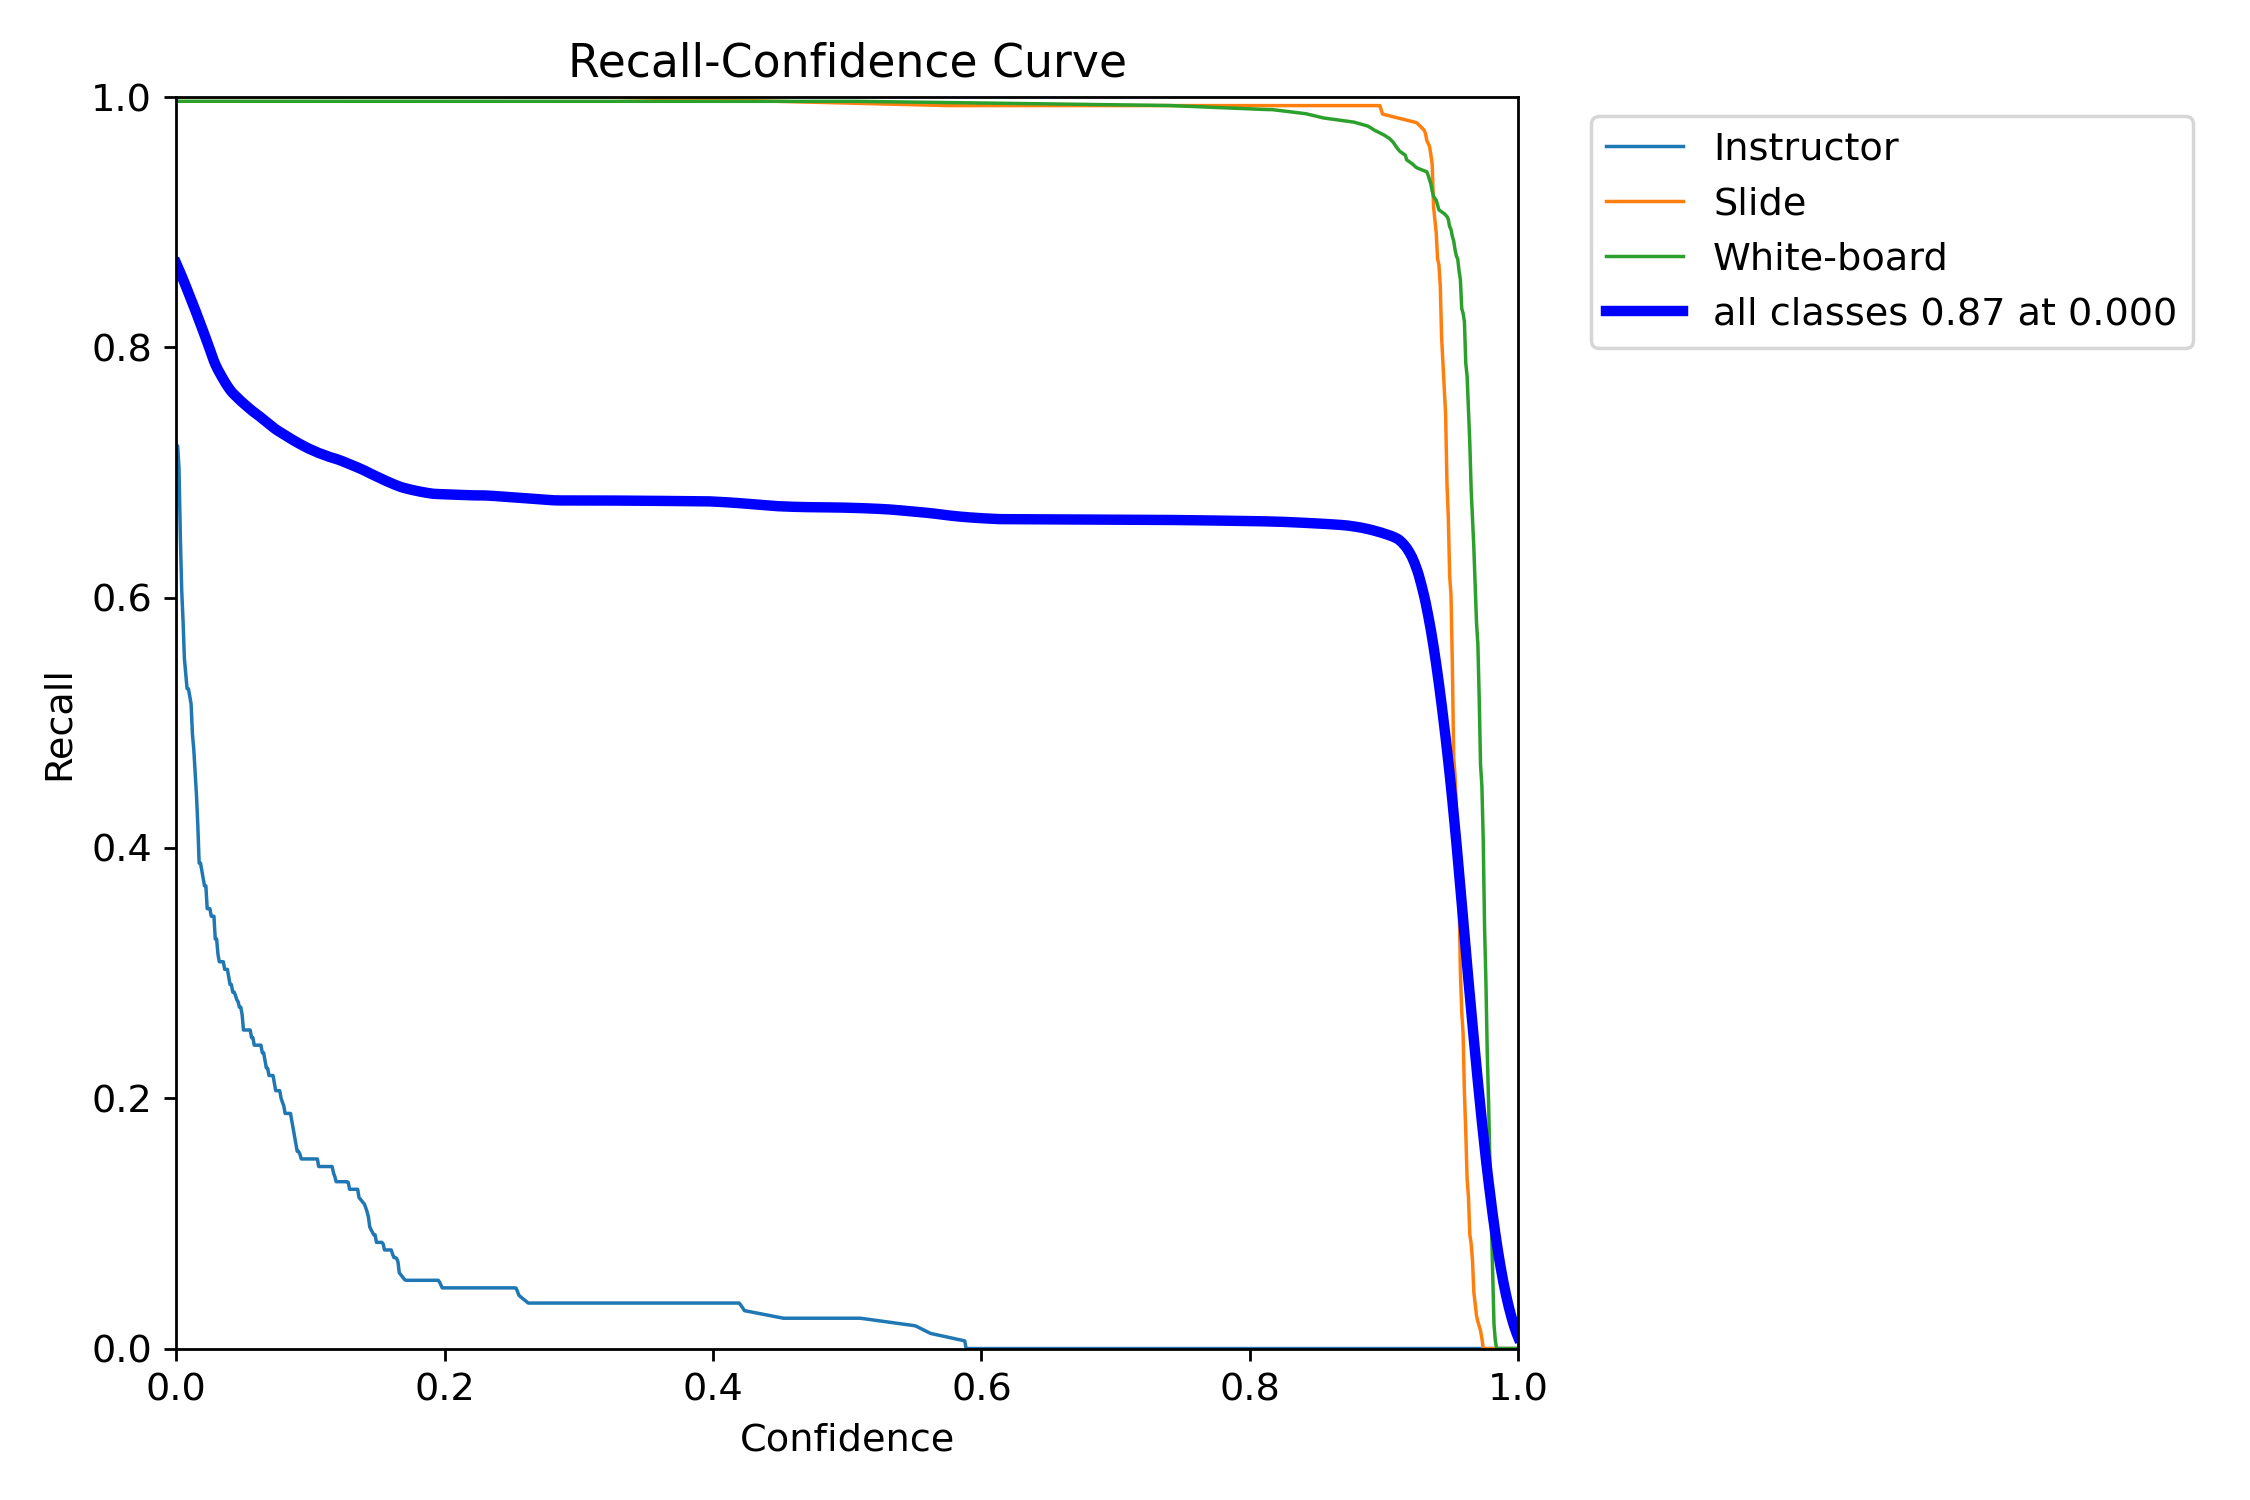 Recall-Confidence Curve
1.0
0.8
0.6
0.4
0.2
0.0
Recall
0.0 0.2 0.4 0.6 0.8 1.0
Confidence
Instructor
Slide
White-board
all classes 0.87 at 0.000